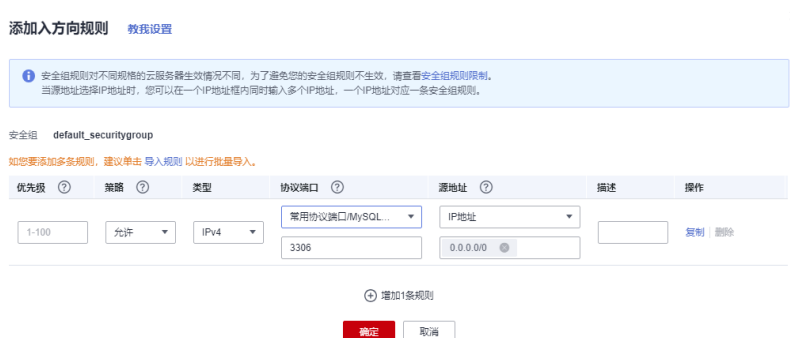 添加入方向规则 教我设置
安全组规则对不同规格的云服务器生效情况不同，为了避免您的安全组规则不生效，请查看安全组规则限制。
当源地址选择IP地址时，您可以在一个IP地址框内同时输入多个IP地址，一个IP地址对应一条安全组规则。
安全组 default_securitygroup
如您要添加多条规则，建议单击 导入规则 以进行批量导入。
优先级 ? 策略 ? 类型 协议端口 ? 源地址 ? 描述 操作
1-100 允许 IPv4 常用协议端口/MySQL... IP地址 复制 删除
3306 0.0.0.0/0
增加1条规则
确定 取消